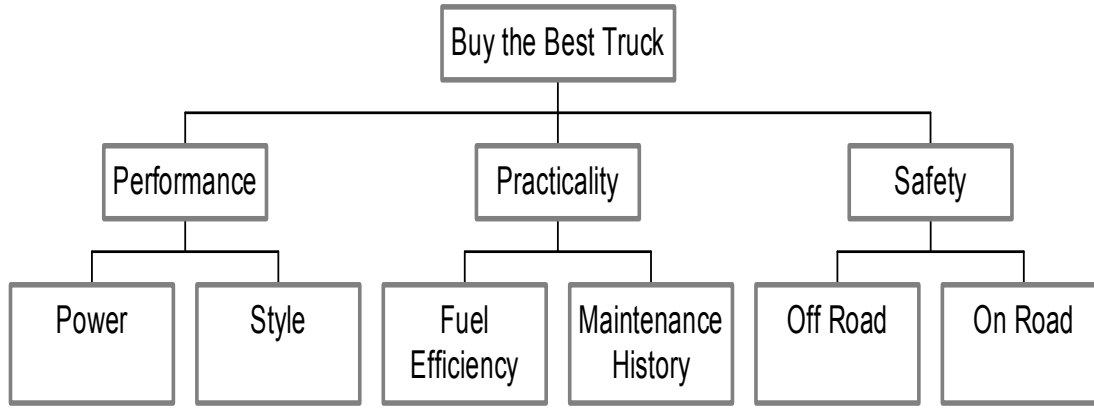 Buy the Best Truck
Performance
Practicality
Safety
Power
Style
Fuel
Efficiency
Maintenance
History
Off Road
On Road